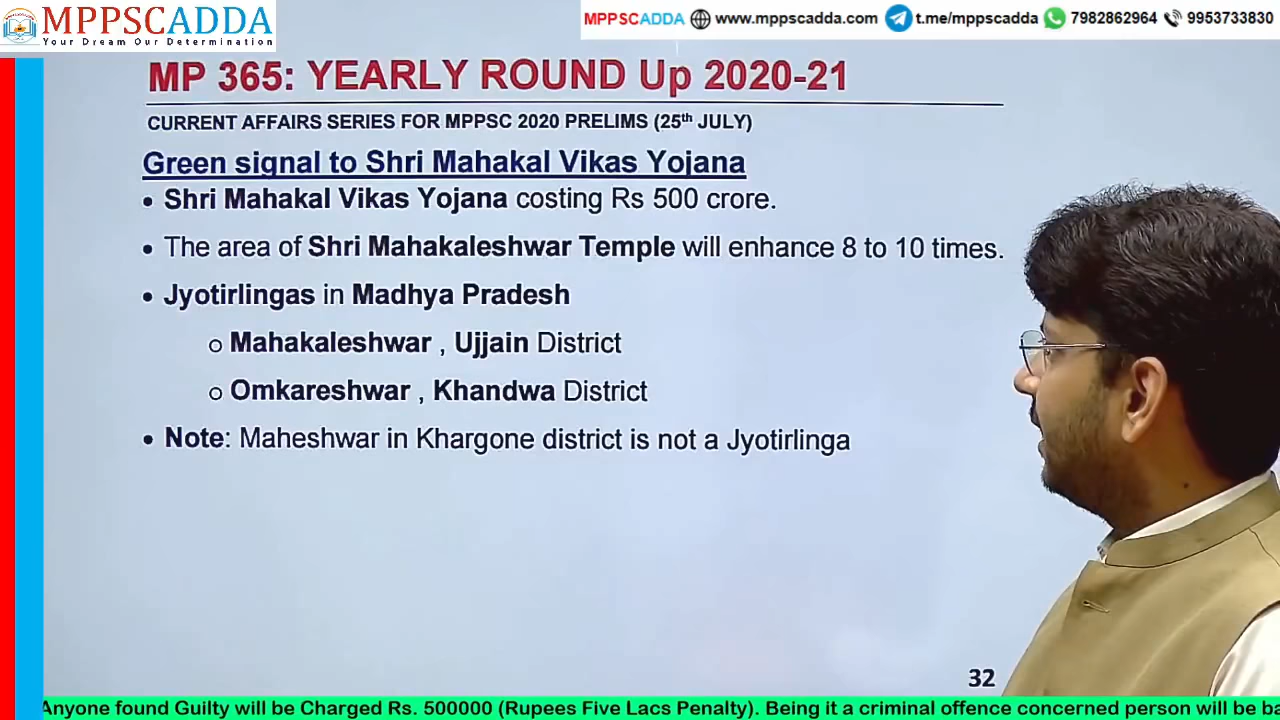 MPPSCADDA
Your Dream Our Determination
MPPSCADDA www.mppscadda.com t.me/mppscadda 7982862964 9953733830
MP 365: YEARLY ROUND Up 2020-21
CURRENT AFFAIRS SERIES FOR MPPSC 2020 PRELIMS (25th JULY)
Green signal to Shri Mahakal Vikas Yojana
• Shri Mahakal Vikas Yojana costing Rs 500 crore.
• The area of Shri Mahakaleshwar Temple will enhance 8 to 10 times.
• Jyotirlingas in Madhya Pradesh
o Mahakaleshwar , Ujjain District
o Omkareshwar , Khandwa District
• Note: Maheshwar in Khargone district is not a Jyotirlinga
32
Anyone found Guilty will be Charged Rs. 500000 (Rupees Five Lacs Penalty). Being it a criminal offence concerned person will be ba